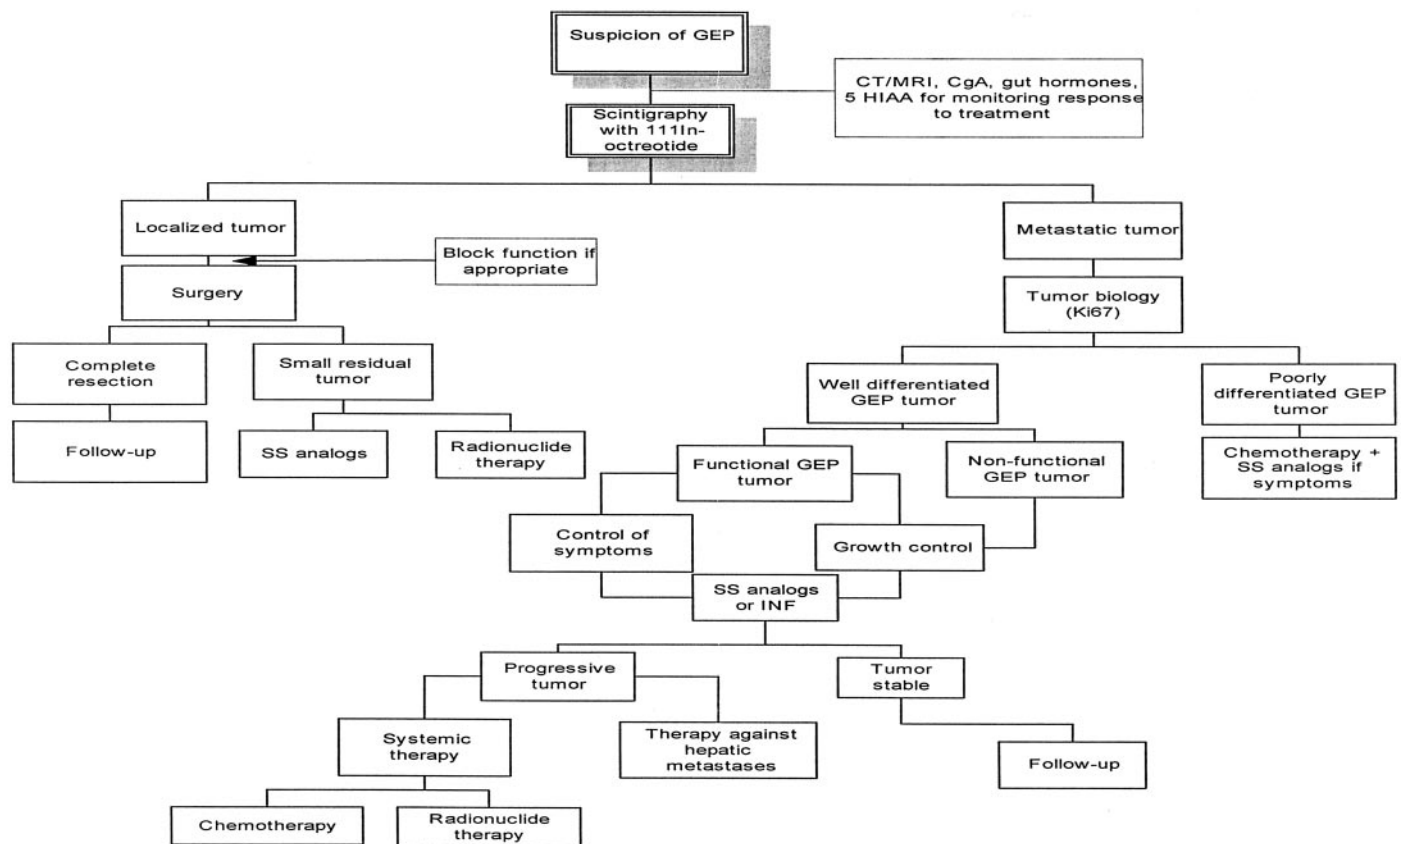 Suspicion of GEP
CT/MRI, CgA, gut hormones,
5 HIAA for monitoring response
to treatment
Scintigraphy
with 111In-
octreotide
Localized tumor
Metastatic tumor
Block function if
appropriate
Surgery
Tumor biology
(Ki67)
Complete
resection
Small residual
tumor
Well differentiated
GEP tumor
Poorly
differentiated GEP
tumor
Follow-up
SS analogs
Radionuclide
therapy
Functional GEP
tumor
Non-functional
GEP tumor
Chemotherapy +
SS analogs if
symptoms
Control of
symptoms
Growth control
SS analogs
or INF
Progressive
tumor
Tumor
stable
Systemic
therapy
Therapy against
hepatic
metastases
Follow-up
Chemotherapy
Radionuclide
therapy